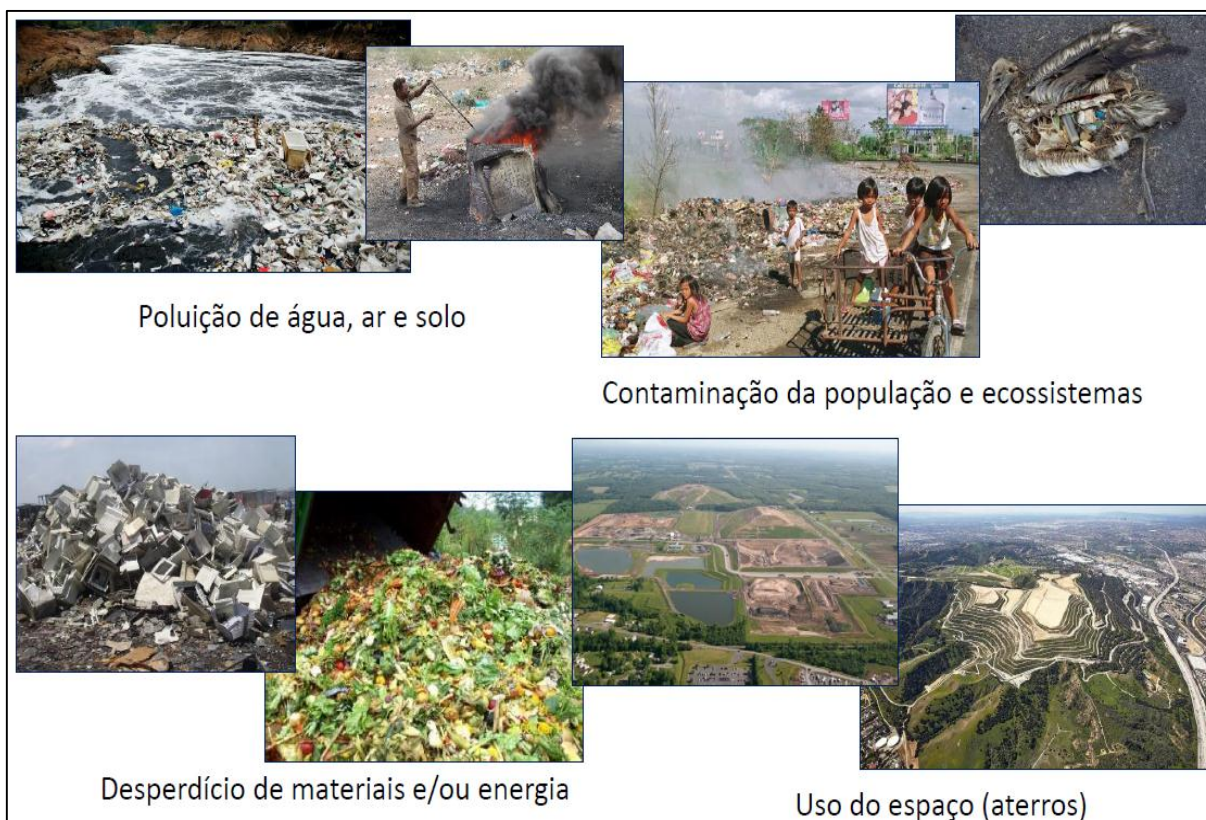 Poluição de água, ar e solo
Contaminação da população e ecossistemas
Desperdício de materiais e/ou energia
Uso do espaço (aterros)